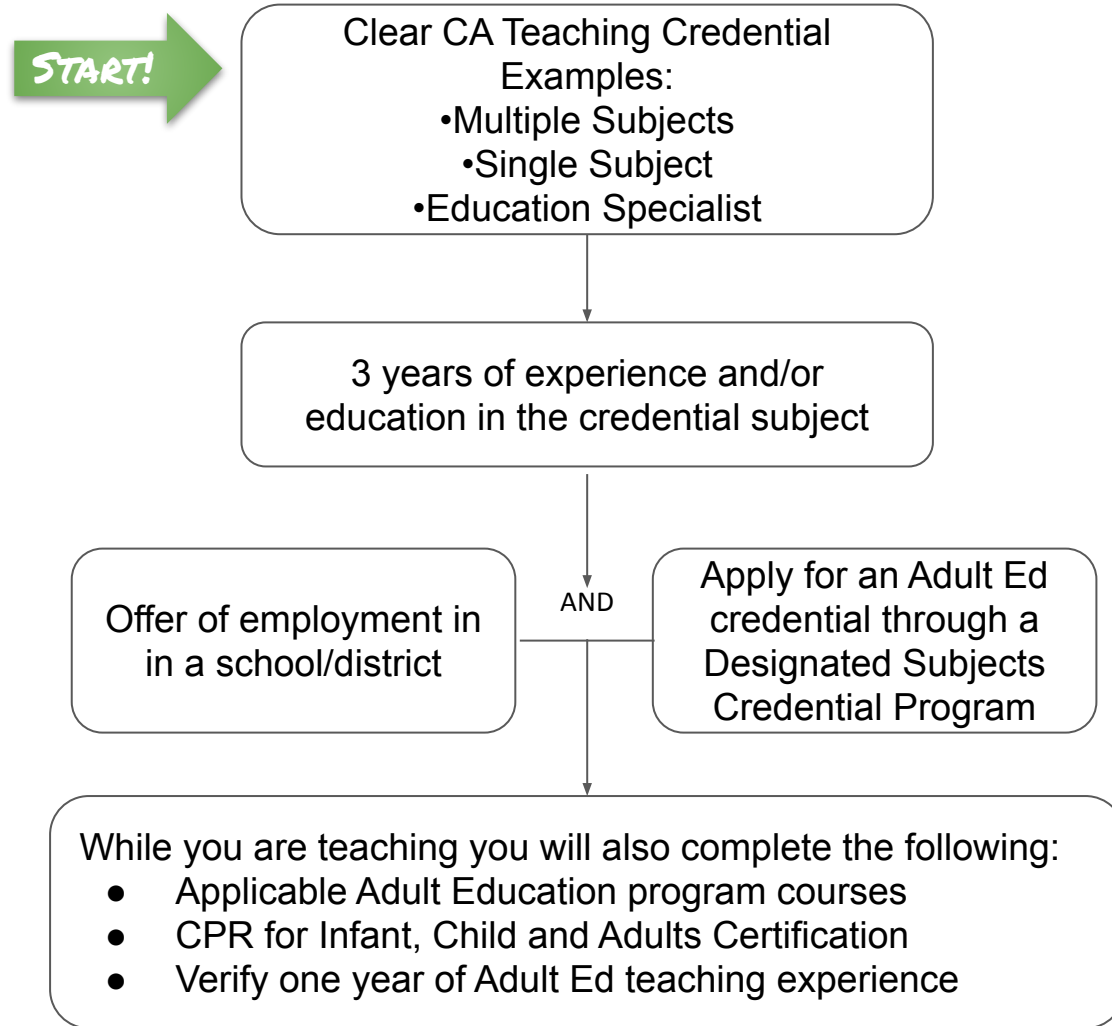 START!
Clear CA Teaching Credential
Examples:
•Multiple Subjects
•Single Subject
•Education Specialist
3 years of experience and/or
education in the credential subject
Offer of employment in
in a school/district
AND
Apply for an Adult Ed
credential through a
Designated Subjects
Credential Program
While you are teaching you will also complete the following:
● Applicable Adult Education program courses
● CPR for Infant, Child and Adults Certification
● Verify one year of Adult Ed teaching experience